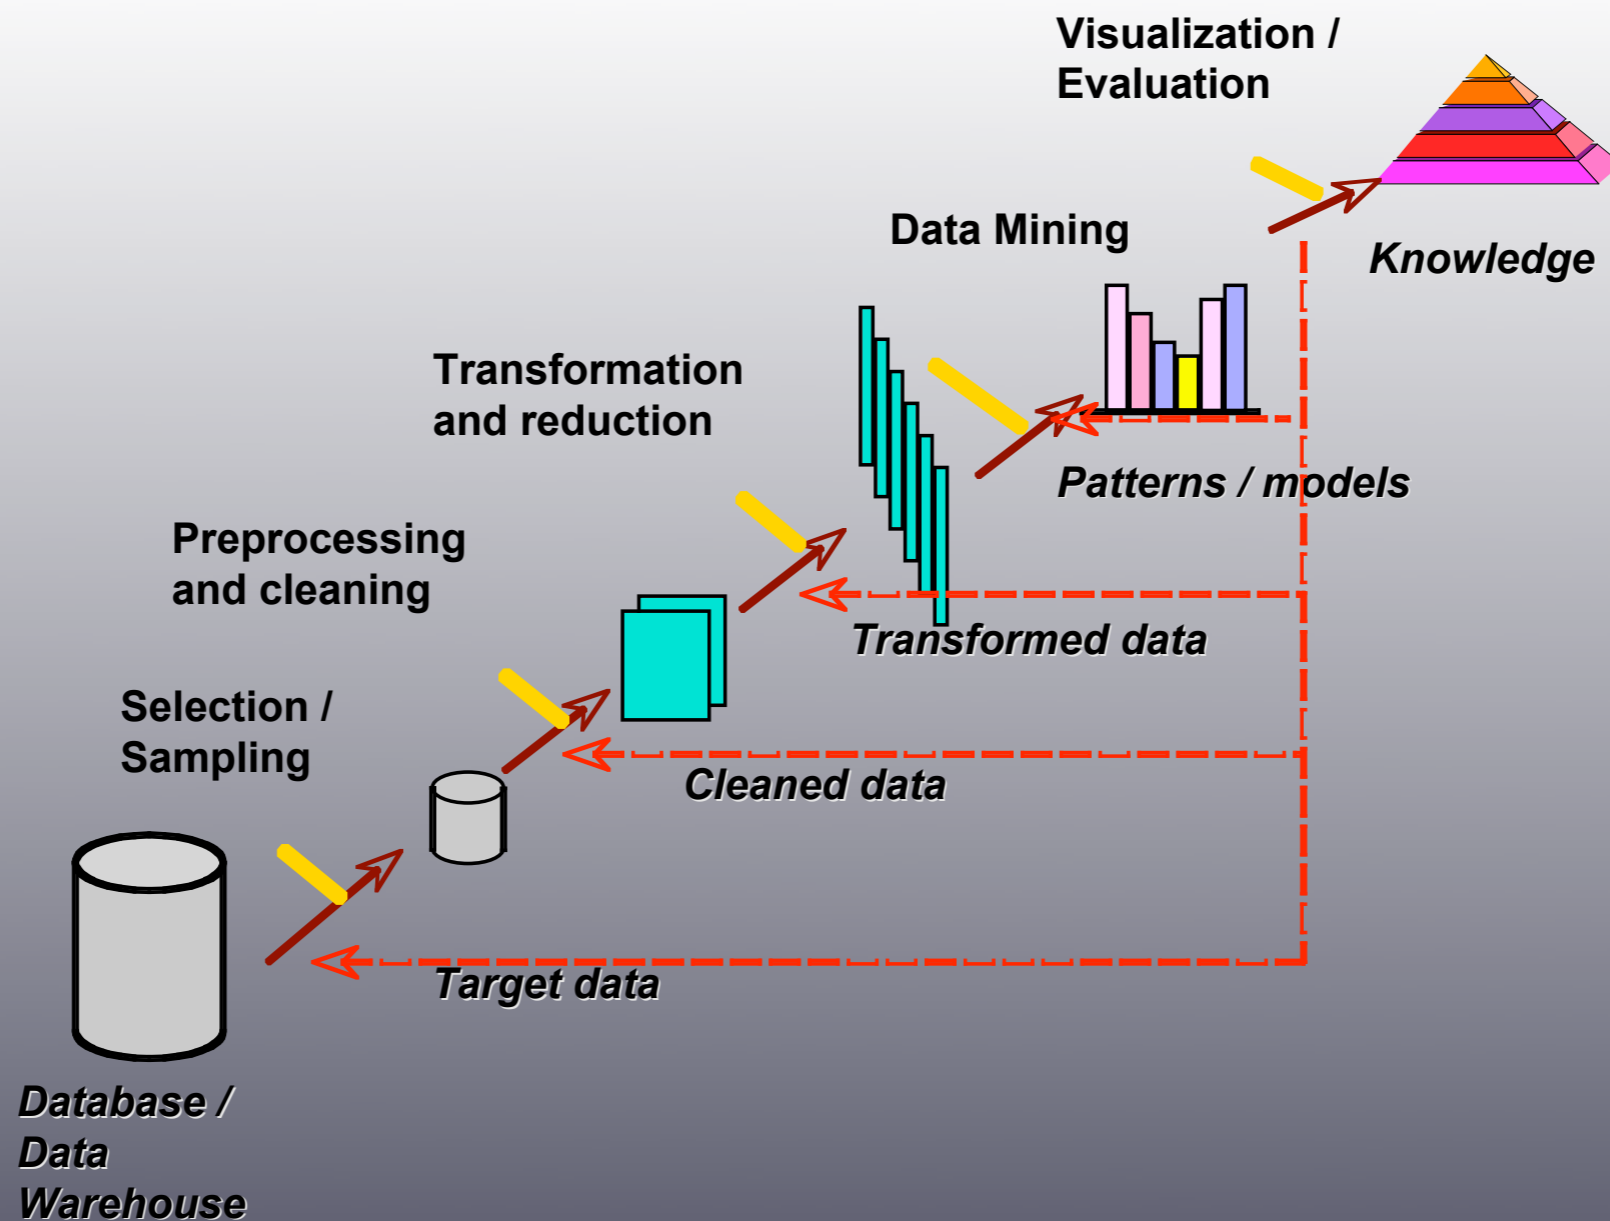 Visualization /
Evaluation
Knowledge
Data Mining
Patterns / models
Transformation
and reduction
Transformed data
Preprocessing
and cleaning
Cleaned data
Selection /
Sampling
Target data
Database /
Data
Warehouse